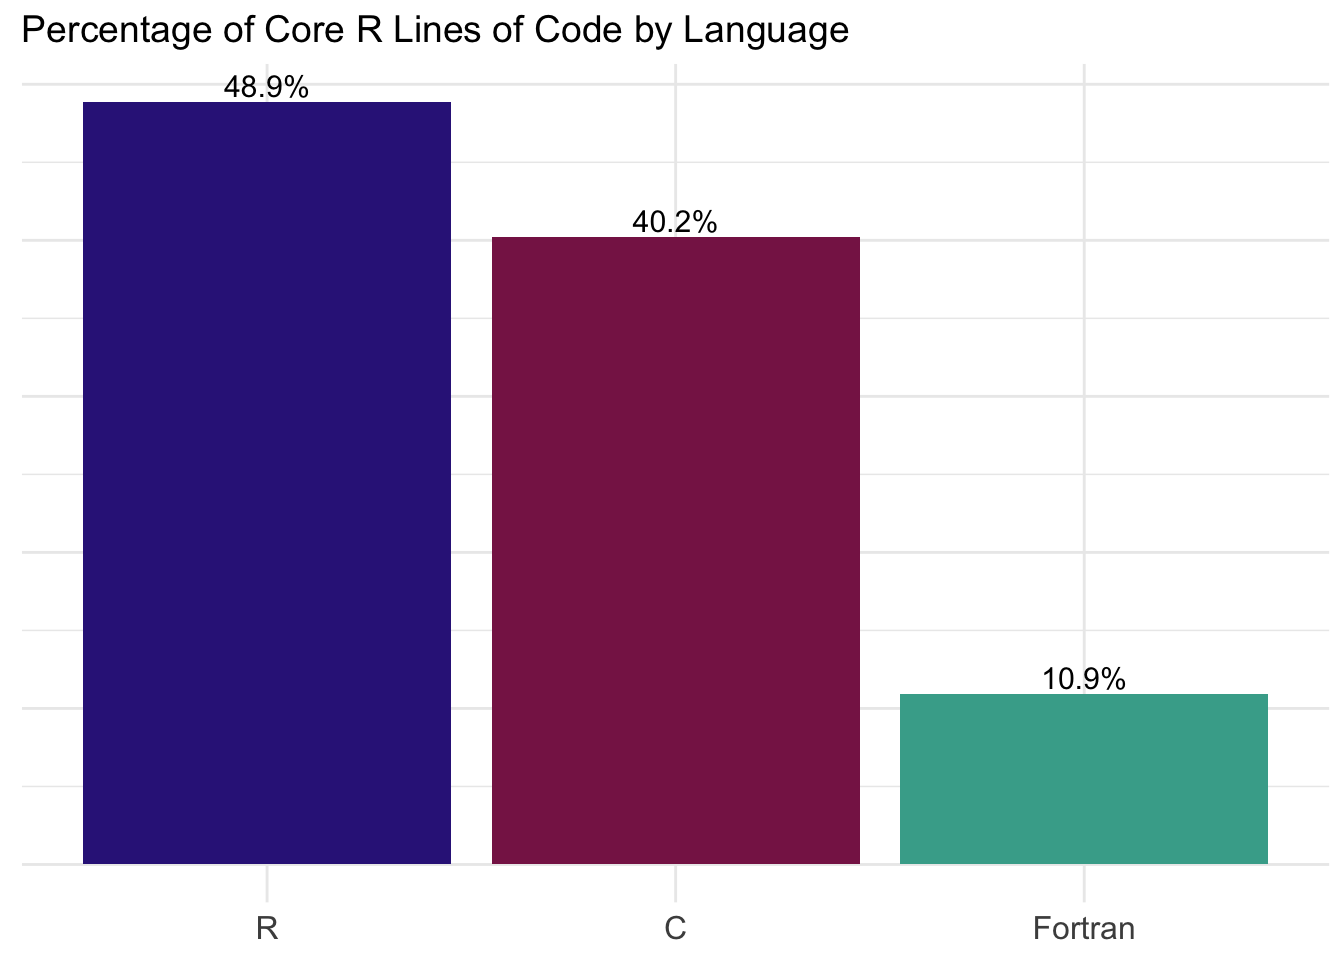 Percentage of Core R Lines of Code by Language
48.9%
40.2%
10.9%
R
C
Fortran